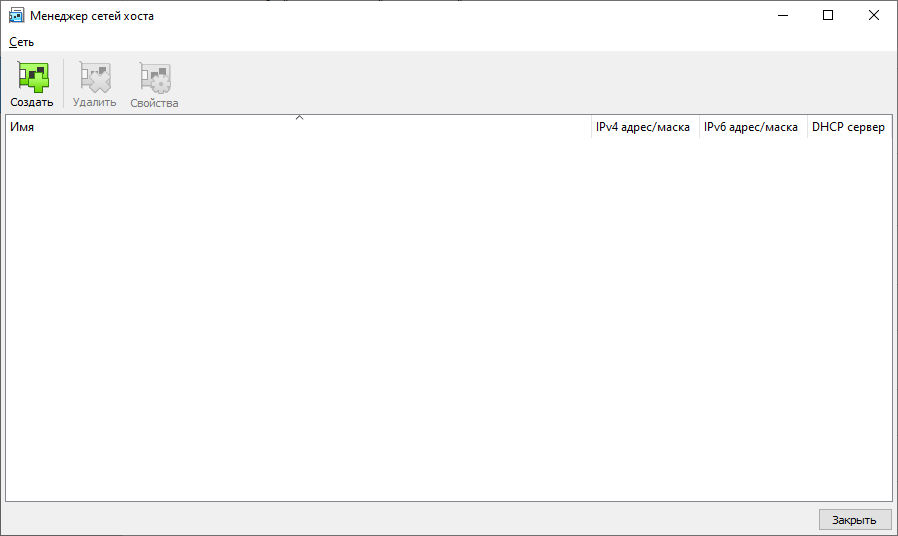 Менеджер сетей хоста
Сеть
Создать Удалить Свойства
Имя IPv4 адрес/маска IPv6 адрес/маска DHCP сервер
Закрыть